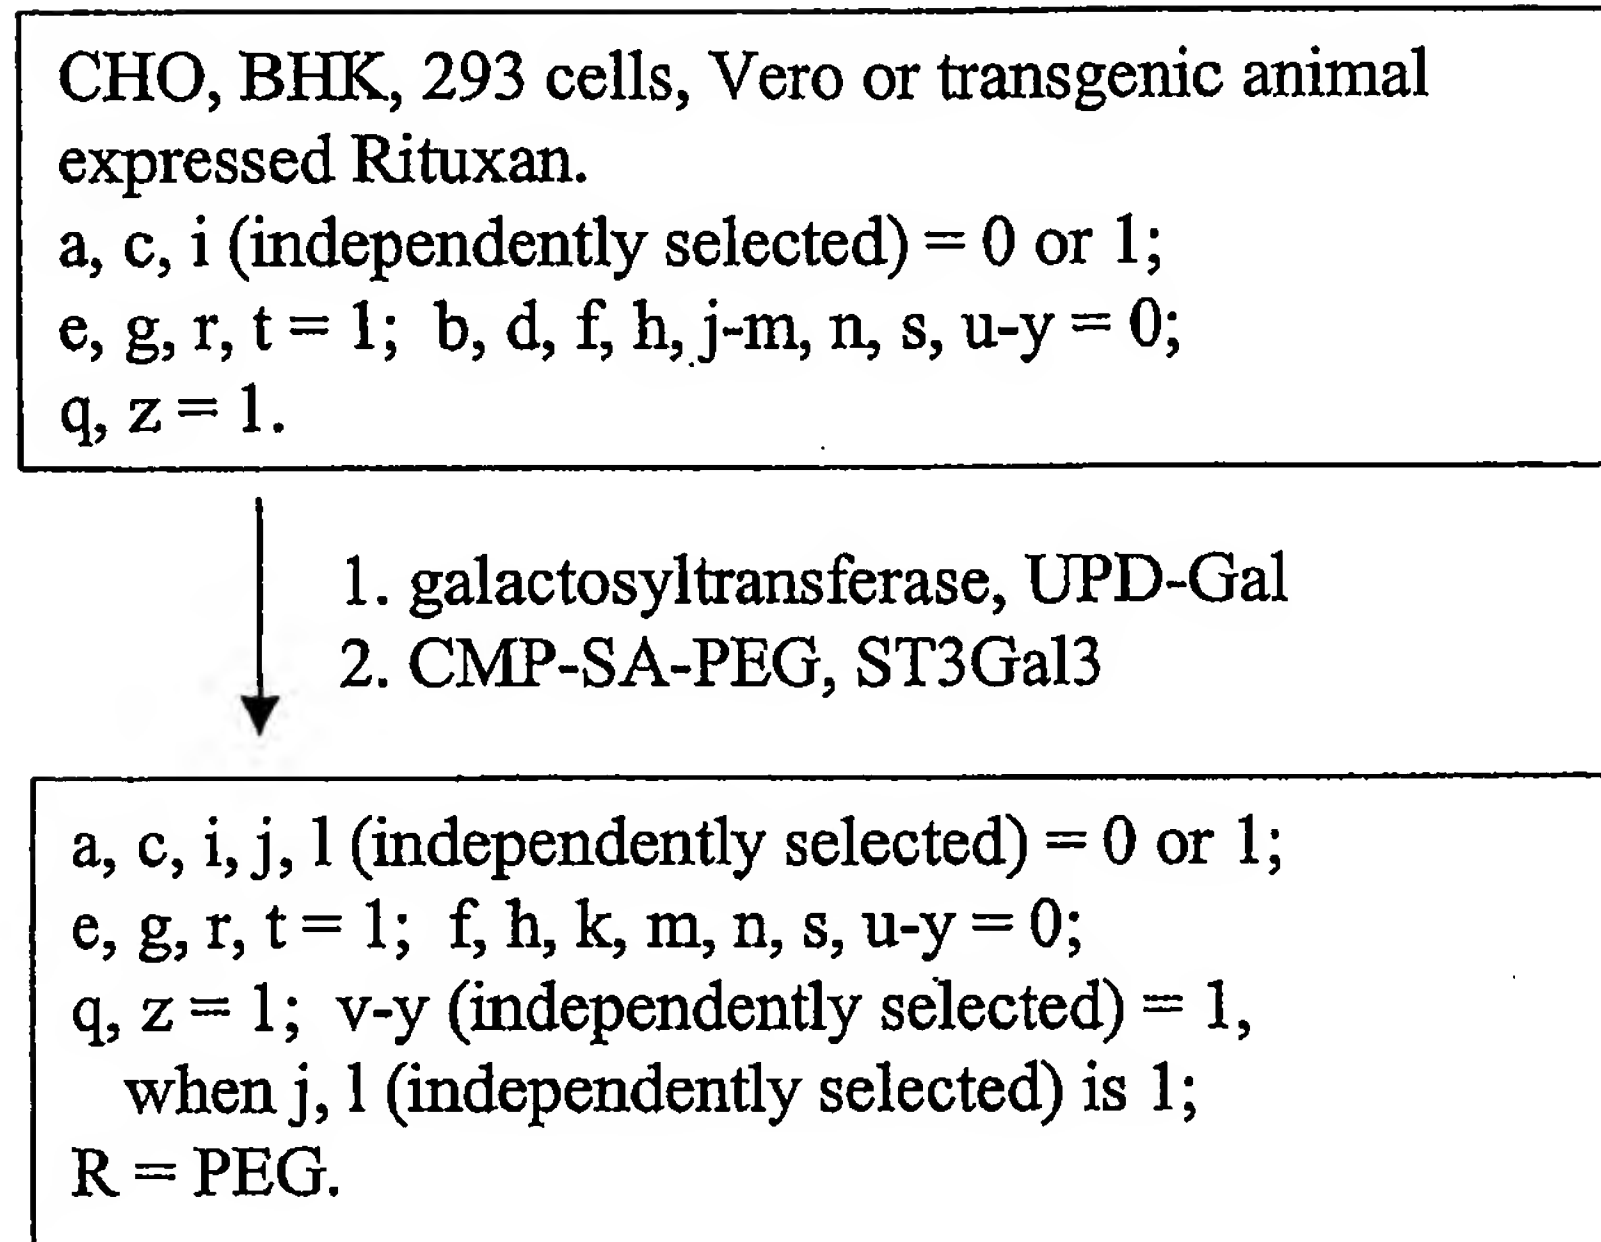 CHO, BHK, 293 cells, Vero or transgenic animal
expressed Rituxan.
a, c, i (independently selected) = 0 or 1;
e, g, r, t = 1; b, d, f, h, j-m, n, s, u-y = 0;
q, z = 1.
1. galactosyltransferase, UPD-Gal
2. CMP-SA-PEG, ST3Gal3
a, c, i, j, l (independently selected) = 0 or 1;
e, g, r, t = 1; f, h, k, m, n, s, u-y = 0;
q, z = 1; v-y (independently selected) = 1,
when j, l (independently selected) is 1;
R = PEG.